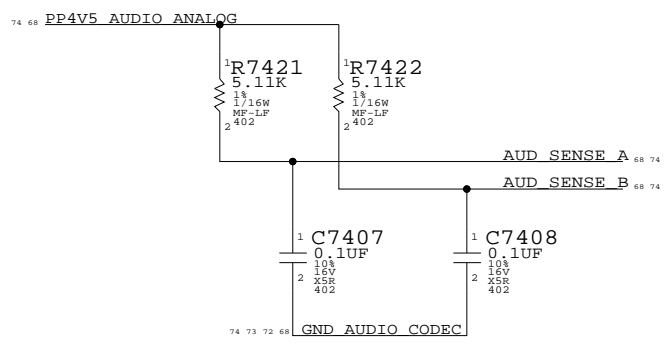 74 68 PP4V5_AUDIO_ANALOG
1 R7421
5.11K
1%
1/16W
MF-LF
2 402
1 R7422
5.11K
1%
1/16W
MF-LF
2 402
AUD_SENSE_A 68 74
AUD_SENSE_B 68 74
1 C7407
0.1UF
10%
2 16V
X5R
402
1 C7408
0.1UF
10%
2 16V
X5R
402
74 73 72 68 GND_AUDIO_CODEC